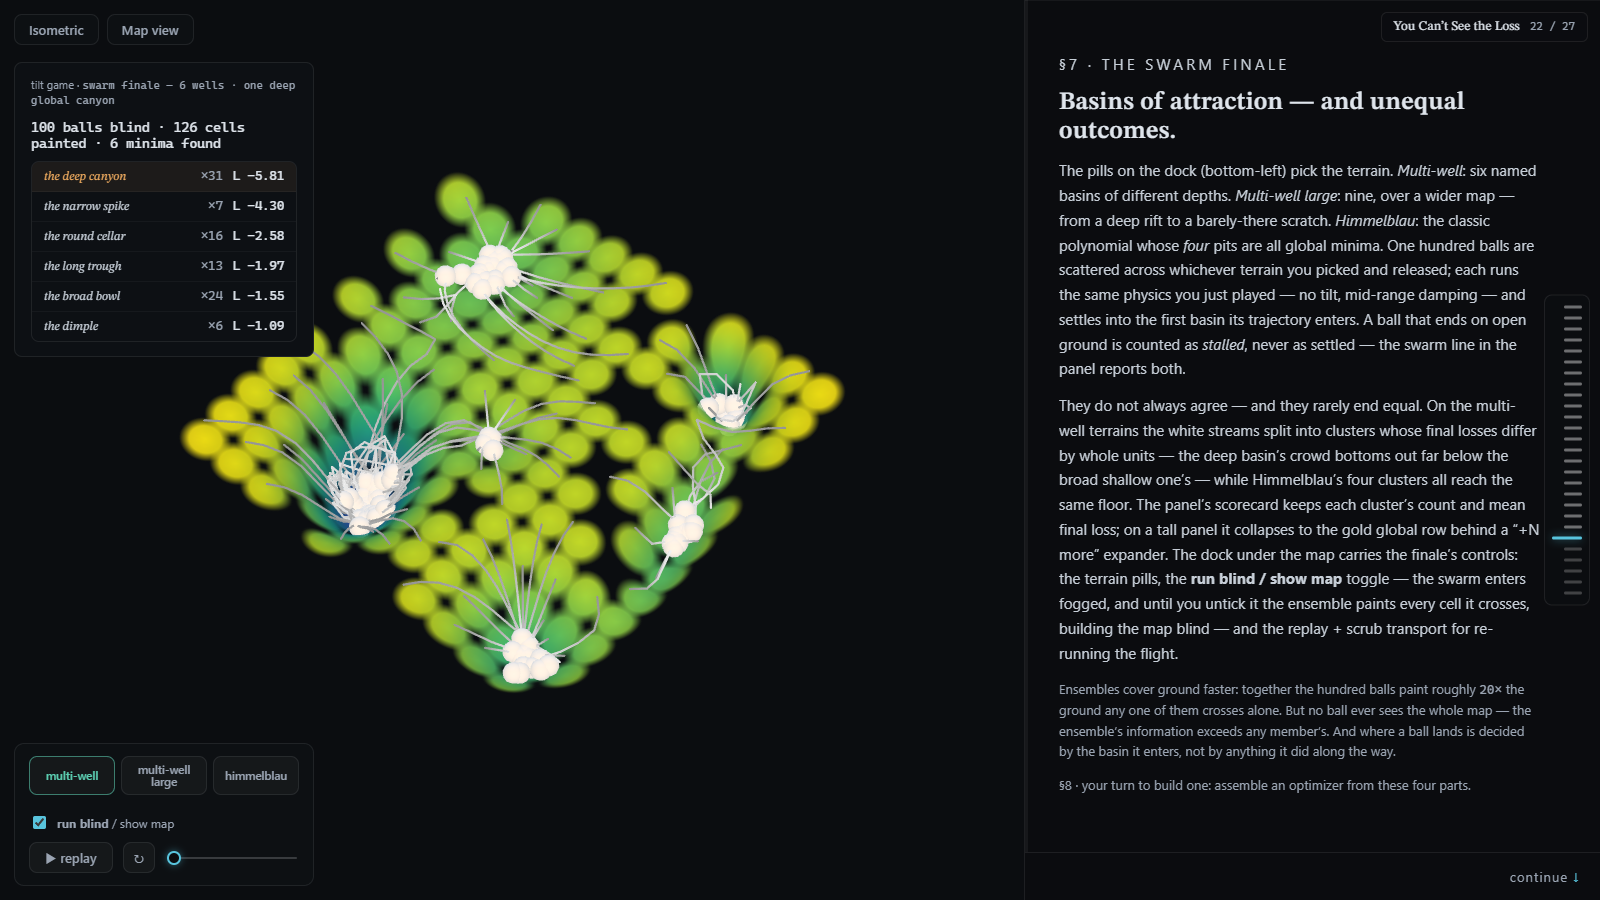 Isometric
Map view
tilt game · swarm finale — 6 wells · one deep
global canyon
100 balls blind · 126 cells
painted · 6 minima found
the deep canyon ×31 L −5.81
the narrow spike ×7 L −4.30
the round cellar ×16 L −2.58
the long trough ×13 L −1.97
the broad bowl ×24 L −1.55
the dimple ×6 L −1.09
multi-well
multi-well
large
himmelblau
run blind / show map
▶ replay
↻
You Can’t See the Loss 22 / 27
§7 · THE SWARM FINALE
Basins of attraction — and unequal
outcomes.
The pills on the dock (bottom-left) pick the terrain. Multi-well: six named
basins of different depths. Multi-well large: nine, over a wider map —
from a deep rift to a barely-there scratch. Himmelblau: the classic
polynomial whose four pits are all global minima. One hundred balls are
scattered across whichever terrain you picked and released; each runs
the same physics you just played — no tilt, mid-range damping — and
settles into the first basin its trajectory enters. A ball that ends on open
ground is counted as stalled, never as settled — the swarm line in the
panel reports both.
They do not always agree — and they rarely end equal. On the multi-
well terrains the white streams split into clusters whose final losses differ
by whole units — the deep basin’s crowd bottoms out far below the
broad shallow one’s — while Himmelblau’s four clusters all reach the
same floor. The panel’s scorecard keeps each cluster’s count and mean
final loss; on a tall panel it collapses to the gold global row behind a “+N
more” expander. The dock under the map carries the finale’s controls:
the terrain pills, the run blind / show map toggle — the swarm enters
fogged, and until you untick it the ensemble paints every cell it crosses,
building the map blind — and the replay + scrub transport for re-
running the flight.
Ensembles cover ground faster: together the hundred balls paint roughly 20× the
ground any one of them crosses alone. But no ball ever sees the whole map — the
ensemble’s information exceeds any member’s. And where a ball lands is decided
by the basin it enters, not by anything it did along the way.
§8 · your turn to build one: assemble an optimizer from these four parts.
continue ↓